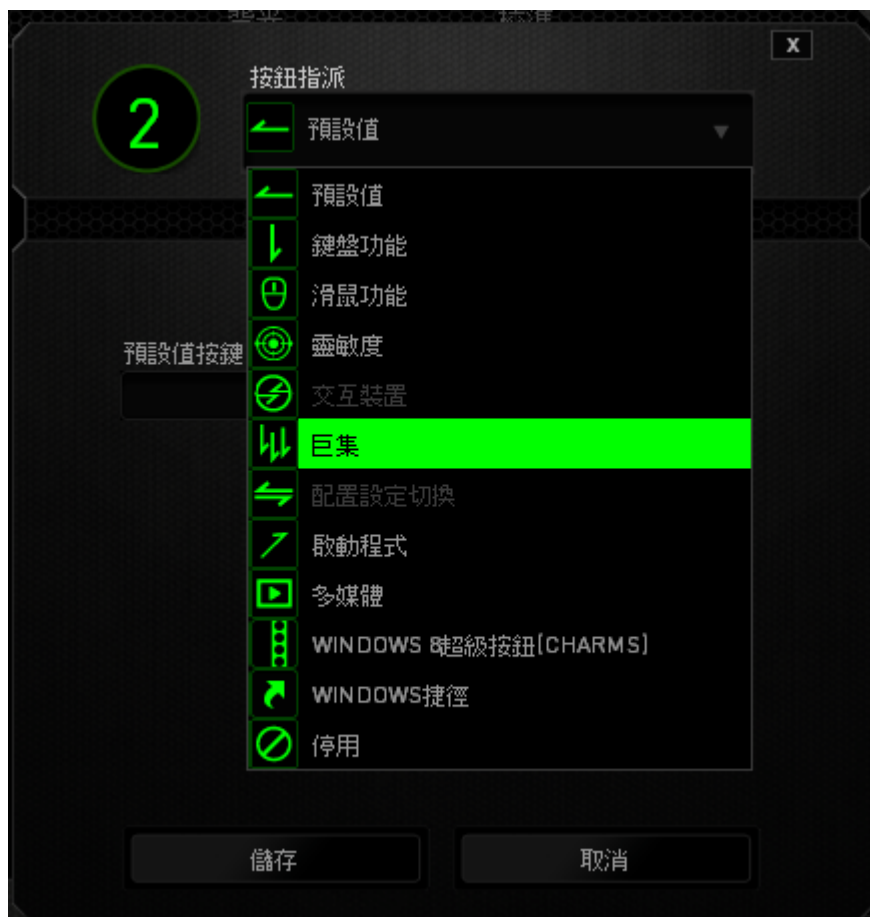 X
按鈕指派
2
預設值
預設值
鍵盤功能
滑鼠功能
靈敏度
預設值按鍵
交互裝置
巨集
配置設定切換
啟動程式
多媒體
WINDOWS 8超級按鈕(CHARMS)
WINDOWS捷徑
停用
儲存
取消